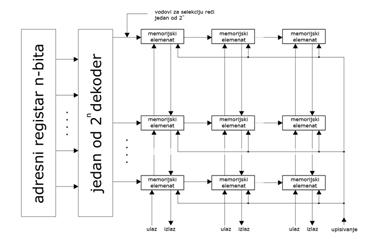 vodovi za selekciju reči
jedan od 2ⁿ
memorijski
elemenat
memorijski
elemenat
memorijski
elemenat
adresni registar n-bita
jedan od 2ⁿ dekoder
memorijski
elemenat
memorijski
elemenat
memorijski
elemenat
memorijski
elemenat
memorijski
elemenat
memorijski
elemenat
ulaz izlaz ulaz izlaz ulaz izlaz upisivanje